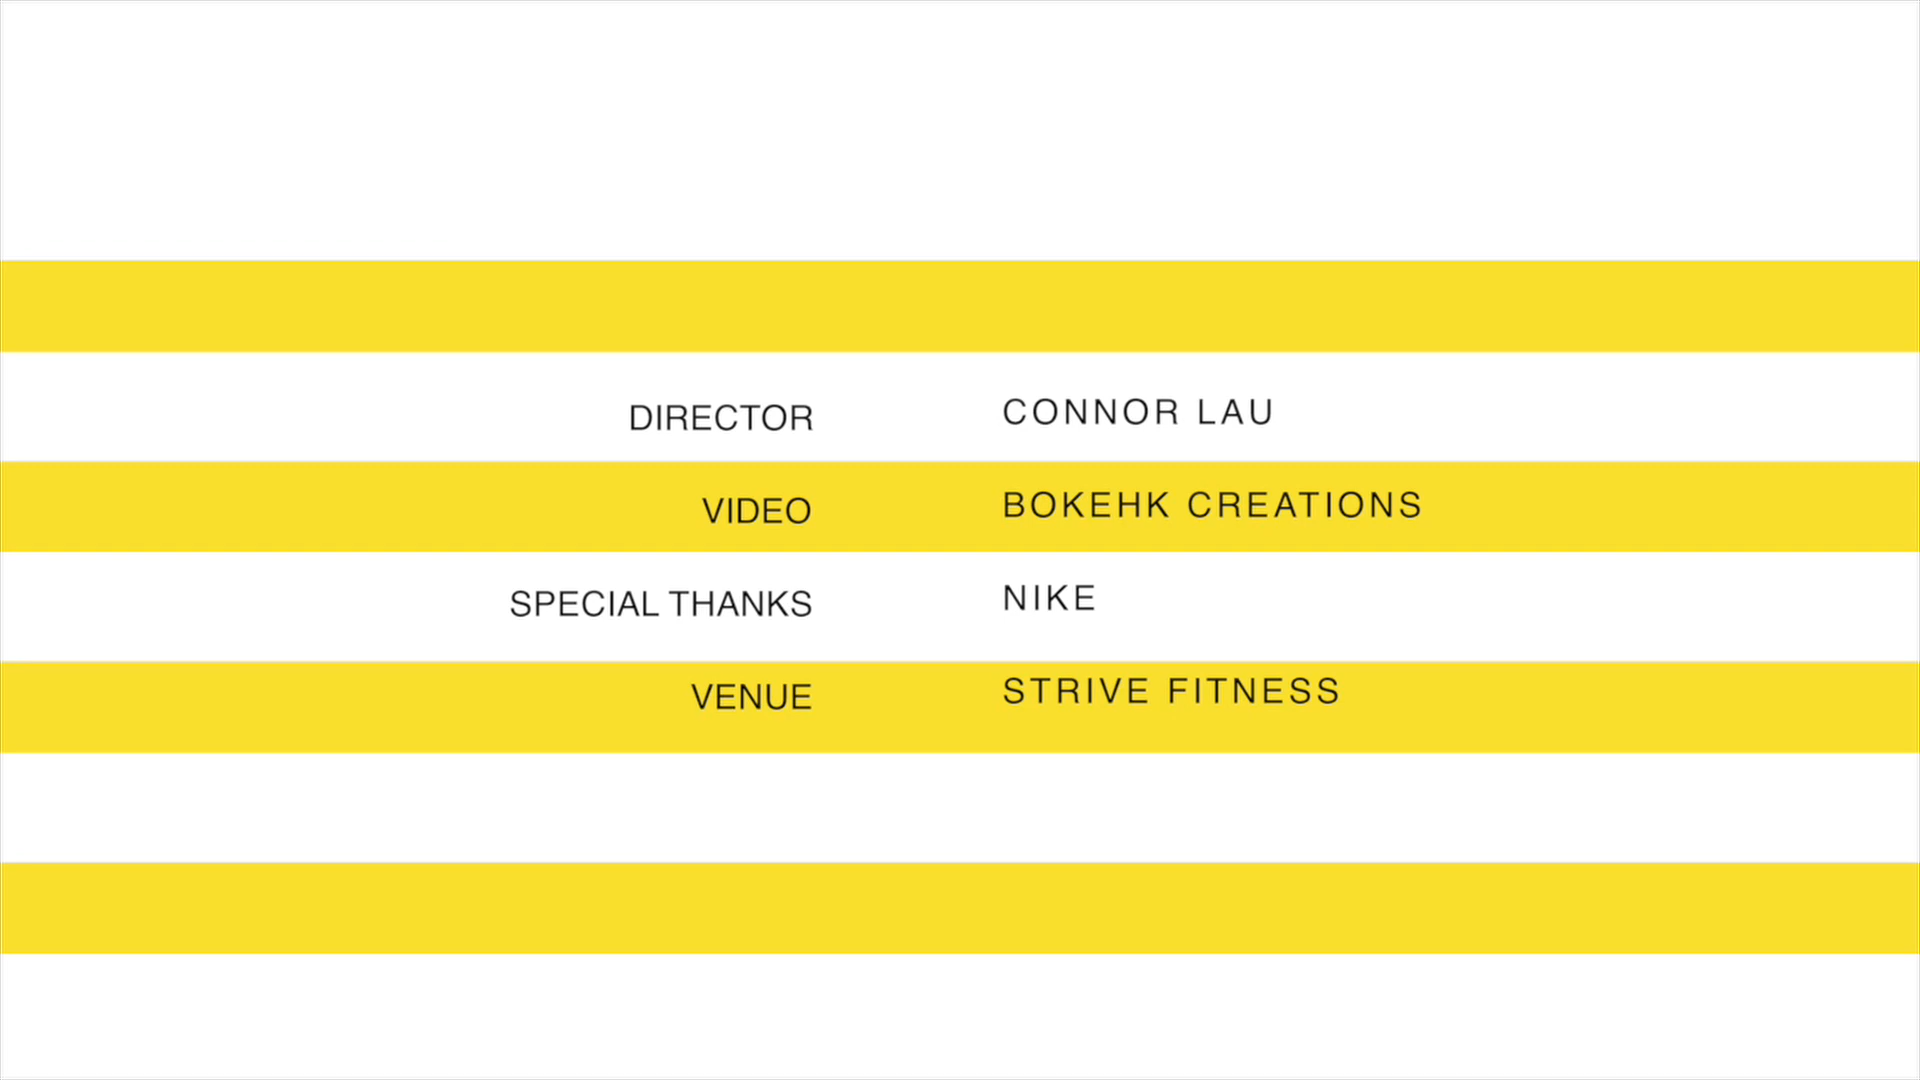 DIRECTOR CONNOR LAU
VIDEO BOKEHK CREATIONS
SPECIAL THANKS NIKE
VENUE STRIVE FITNESS